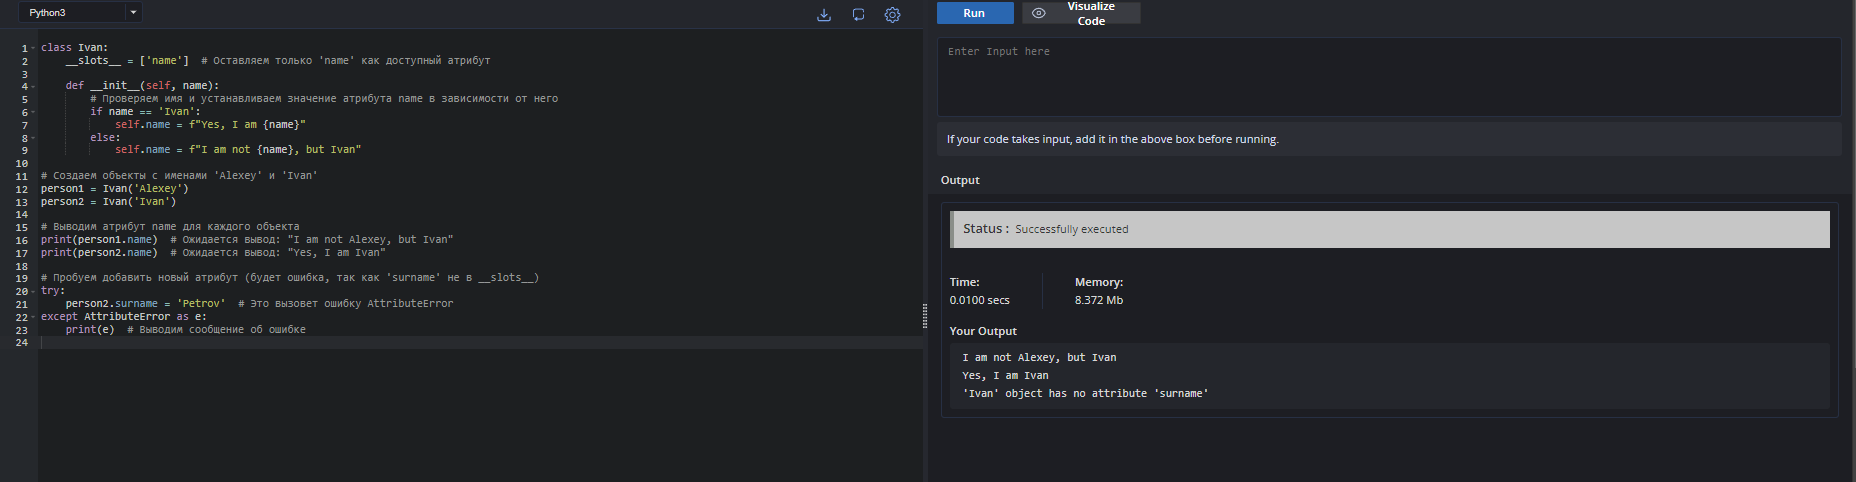 Python3
1 class Ivan:
2     __slots__ = ['name']  # Оставляем только 'name' как доступный атрибут
3
4     def __init__(self, name):
5         # Проверяем имя и устанавливаем значение атрибута name в зависимости от него
6         if name == 'Ivan':
7             self.name = f"Yes, I am {name}"
8         else:
9             self.name = f"I am not {name}, but Ivan"
10
11 # Создаем объекты с именами 'Alexey' и 'Ivan'
12 person1 = Ivan('Alexey')
13 person2 = Ivan('Ivan')
14
15 # Выводим атрибут name для каждого объекта
16 print(person1.name)  # Ожидается вывод: "I am not Alexey, but Ivan"
17 print(person2.name)  # Ожидается вывод: "Yes, I am Ivan"
18
19 # Пробуем добавить новый атрибут (будет ошибка, так как 'surname' не в __slots__)
20 try:
21     person2.surname = 'Petrov'  # Это вызовет ошибку AttributeError
22 except AttributeError as e:
23     print(e)  # Выводим сообщение об ошибке
24
Run
Visualize
Code
Enter Input here
If your code takes input, add it in the above box before running.
Output
Status : Successfully executed
Time:
0.0100 secs
Memory:
8.372 Mb
Your Output
I am not Alexey, but Ivan
Yes, I am Ivan
'Ivan' object has no attribute 'surname'